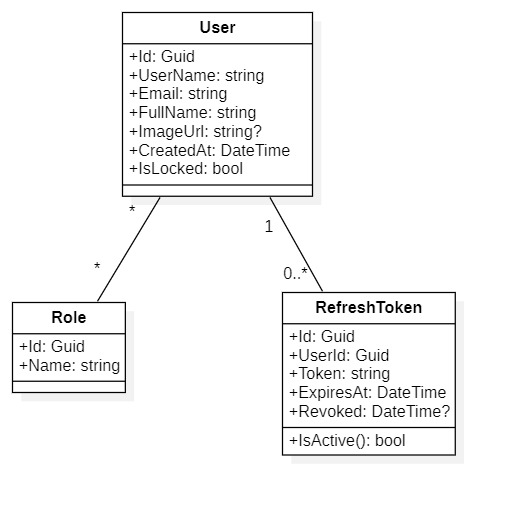 User
+Id: Guid
+UserName: string
+Email: string
+FullName: string
+ImageUrl: string?
+CreatedAt: DateTime
+IsLocked: bool
*
1
*
0..*
Role
+Id: Guid
+Name: string
RefreshToken
+Id: Guid
+UserId: Guid
+Token: string
+ExpiresAt: DateTime
+Revoked: DateTime?
+IsActive(): bool